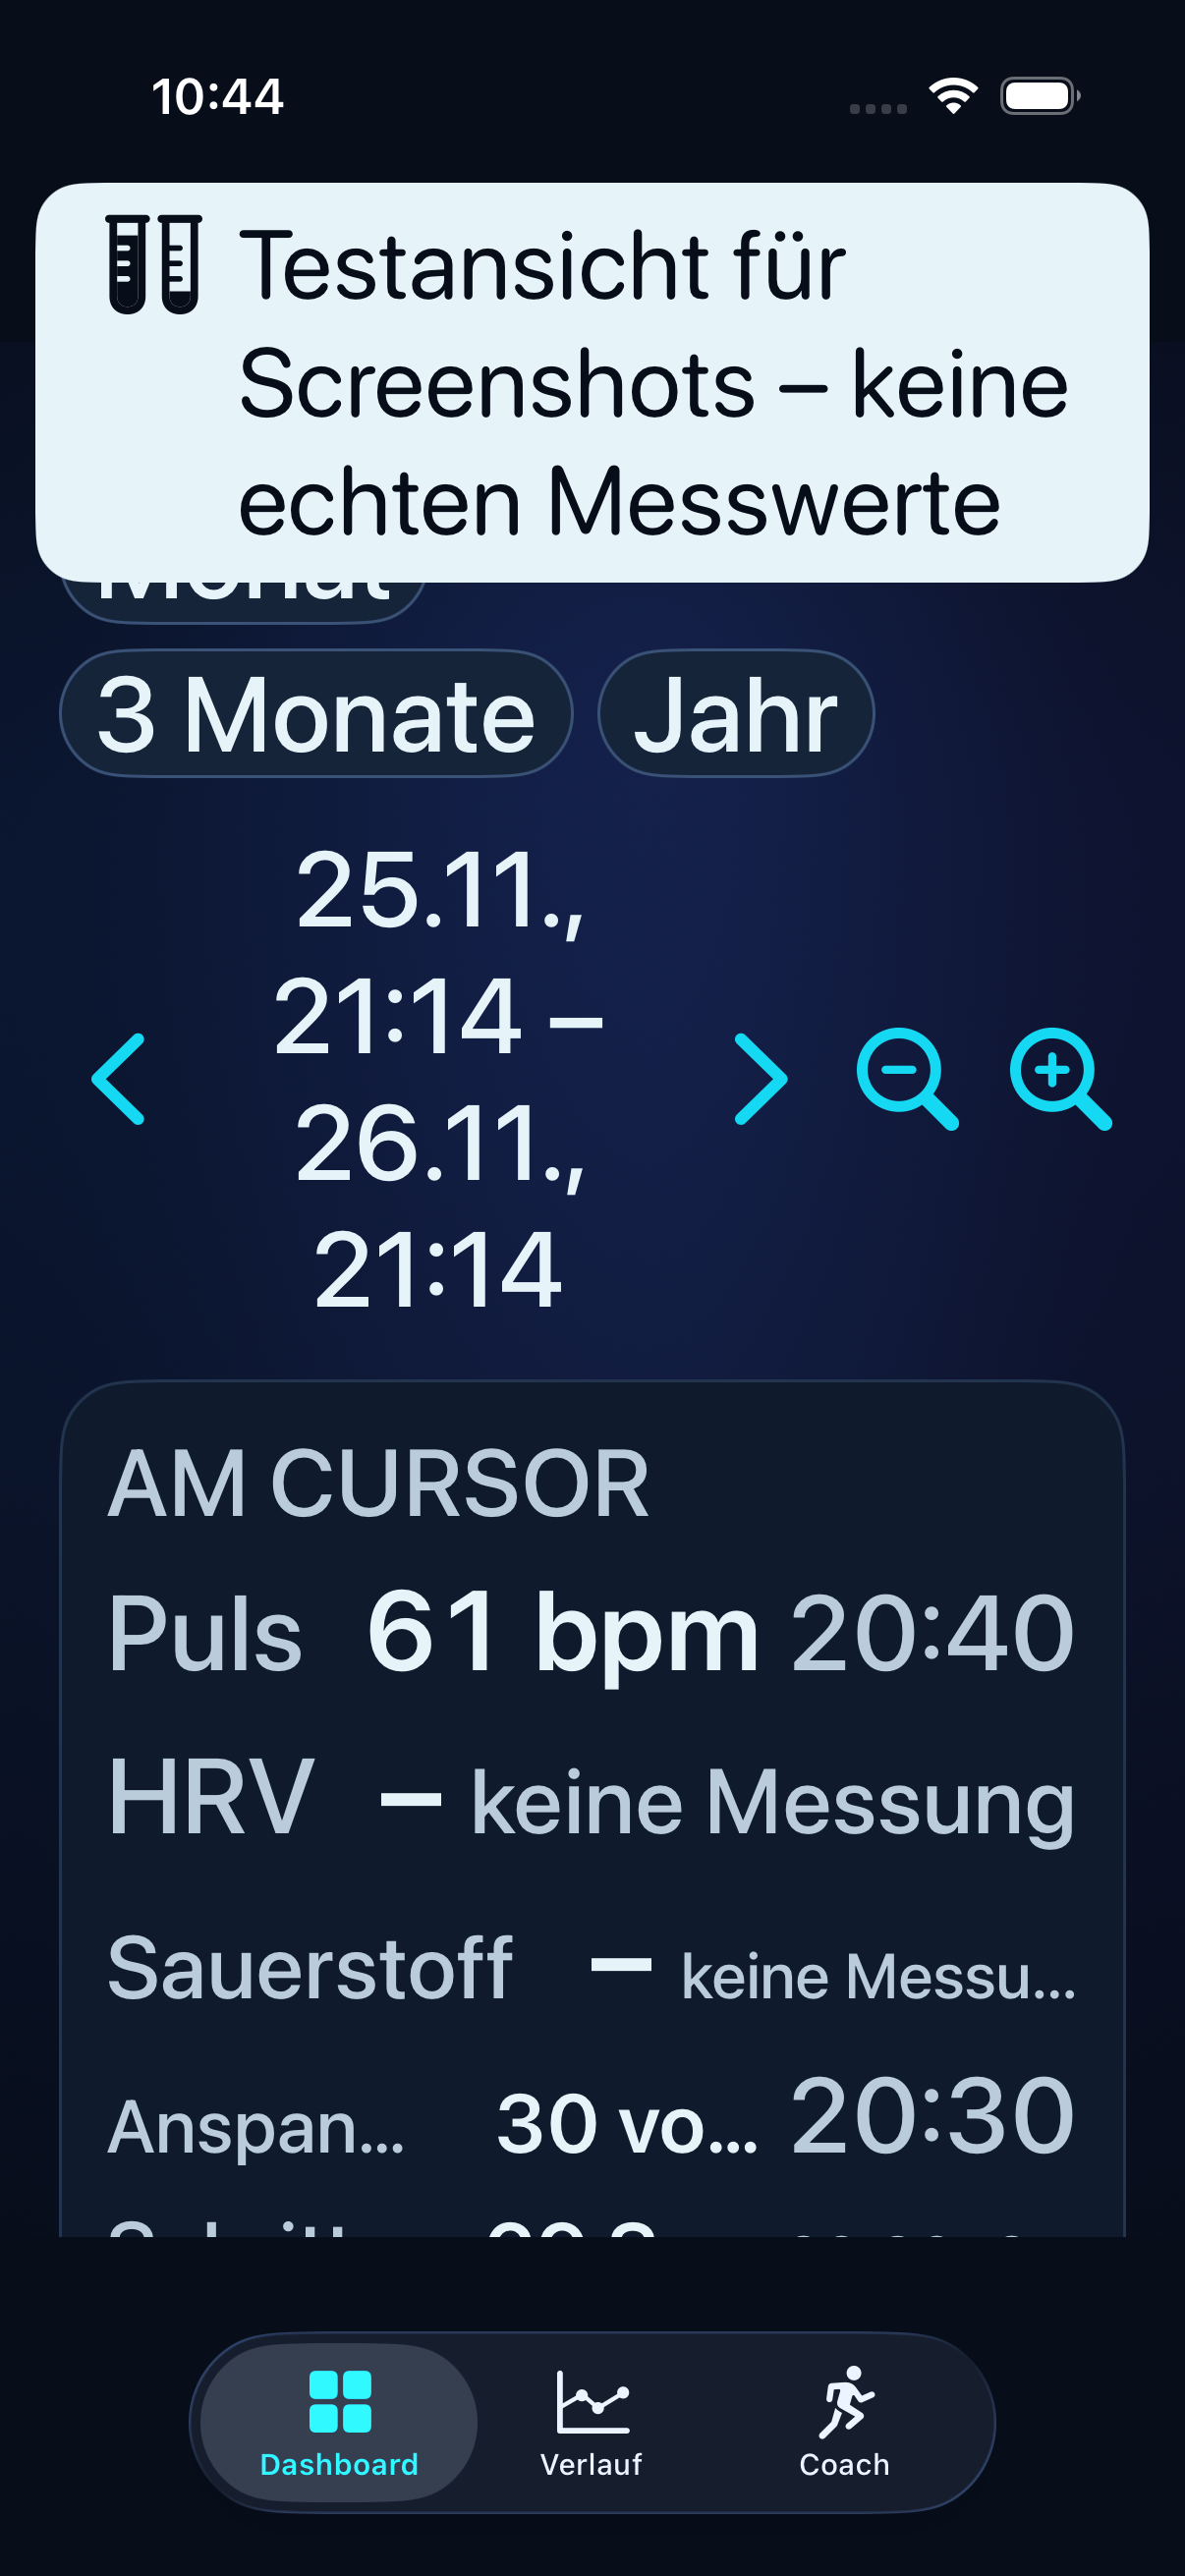 10:44
Testansicht für
Screenshots – keine
echten Messwerte
Monat
3 Monate Jahr
25.11.,
21:14 –
26.11.,
21:14
AM CURSOR
Puls 61 bpm 20:40
HRV – keine Messung
Sauerstoff – keine Messu...
Anspan... 30 vo... 20:30
Dashboard Verlauf Coach